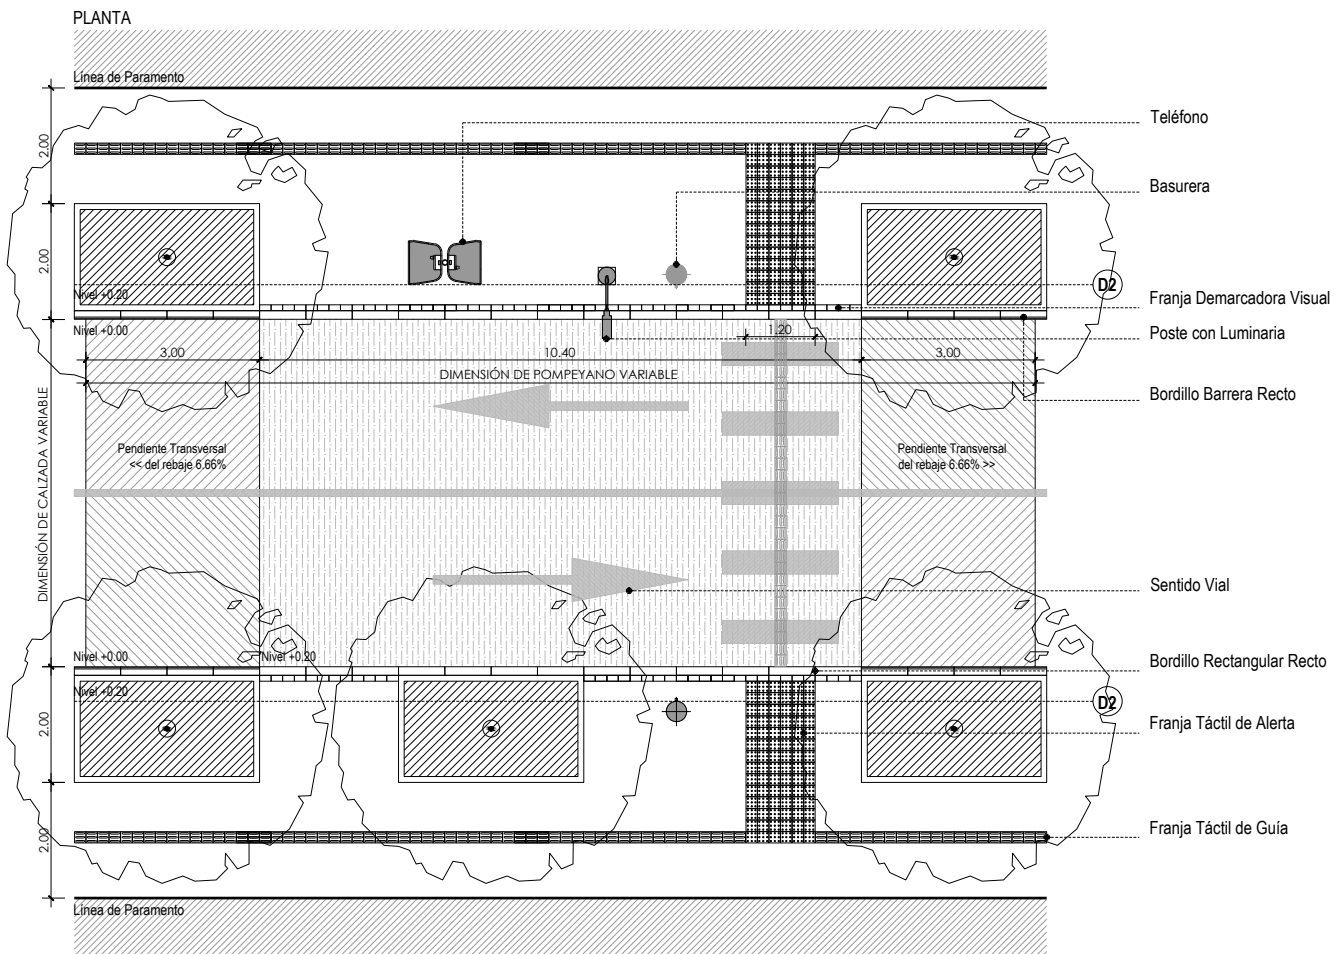 PLANTA
Línea de Paramento
Teléfono
2.00
Basurera
2.00
D2
Nivel +0.20
Franja Demarcadora Visual
Nivel +0.00
1.20
Poste con Luminaria
3.00
10.40
3.00
DIMENSIÓN DE POMPEYANO VARIABLE
Bordillo Barrera Recto
Pendiente Transversal
<< del rebaje 6.66%
Pendiente Transversal
del rebaje 6.66% >>
DIMENSIÓN DE CALZADA VARIABLE
Sentido Vial
Nivel +0.00
Nivel +0.20
Bordillo Rectangular Recto
Nivel +0.20
D2
2.00
Franja Táctil de Alerta
2.00
Franja Táctil de Guía
Línea de Paramento